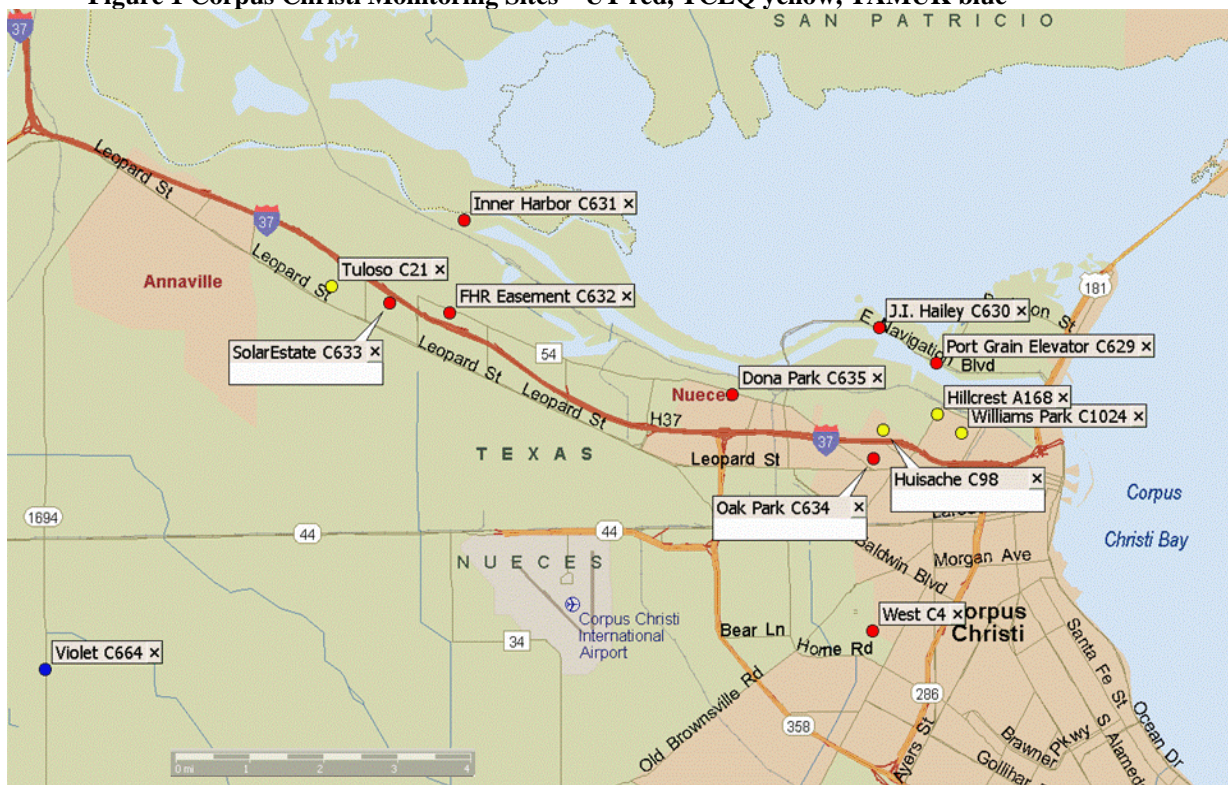 Figure 1 Corpus Christi Monitoring Sites – UT red, TCEQ yellow, TAMUK blue
SAN PATRICIO
37
Leopard St
Inner Harbor C631 ×
37
181
Tuloso C21 ×
Annaville
Leopard St
FHR Easement C632 ×
J.I. Hailey C630 ×
E Navigation Blvd
SolarEstate C633 ×
54
Leopard St
Port Grain Elevator C629 ×
Dona Park C635 ×
Leopard St
Nuece
Hillcrest A168 ×
Williams Park C1024 ×
H37
37
TEXAS
Leopard St
Huisache C98 ×
Corpus
Christi Bay
Oak Park C634 ×
1694
44
44
Baldwin Blvd
Morgan Ave
NUECES
Corpus Christi
International
Airport
West C4 ×
orpus
Christi
34
Bear Ln
Home Rd
Santa Fe St
Violet C664 ×
286
Old Brownsville Rd
358
Ayers St
Brawner Pkwy
S Alamed
Ocean Dr
Gollihar
0 mi 1 2 3 4